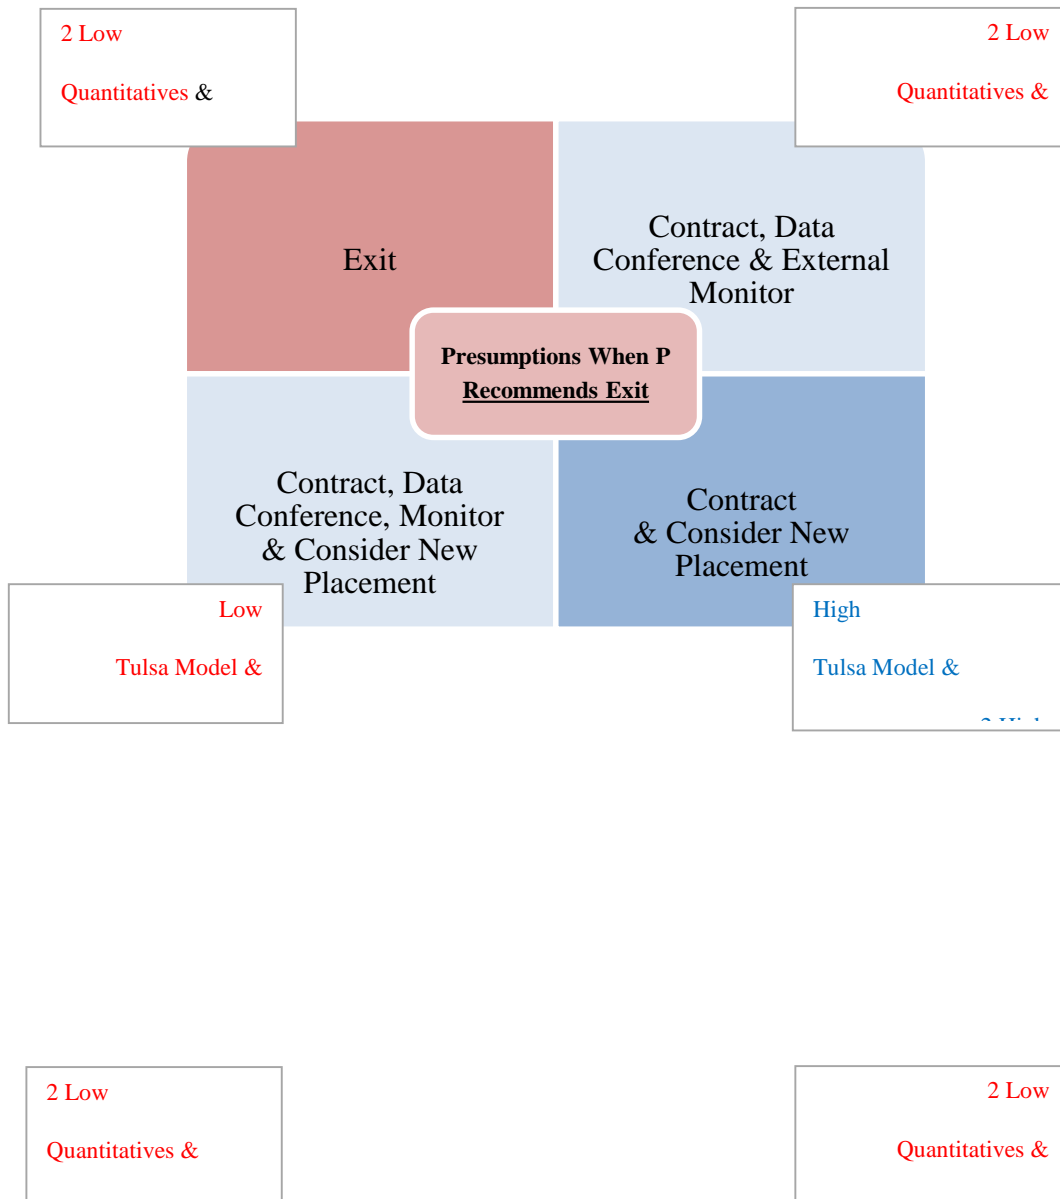 2 Low
Quantitatives &
2 Low
Quantitatives &
Exit
Contract, Data
Conference & External
Monitor
Presumptions When P
Recommends Exit
Contract, Data
Conference, Monitor
& Consider New
Placement
Contract
& Consider New
Placement
Low
Tulsa Model &
High
Tulsa Model &
2 Low
Quantitatives &
2 Low
Quantitatives &